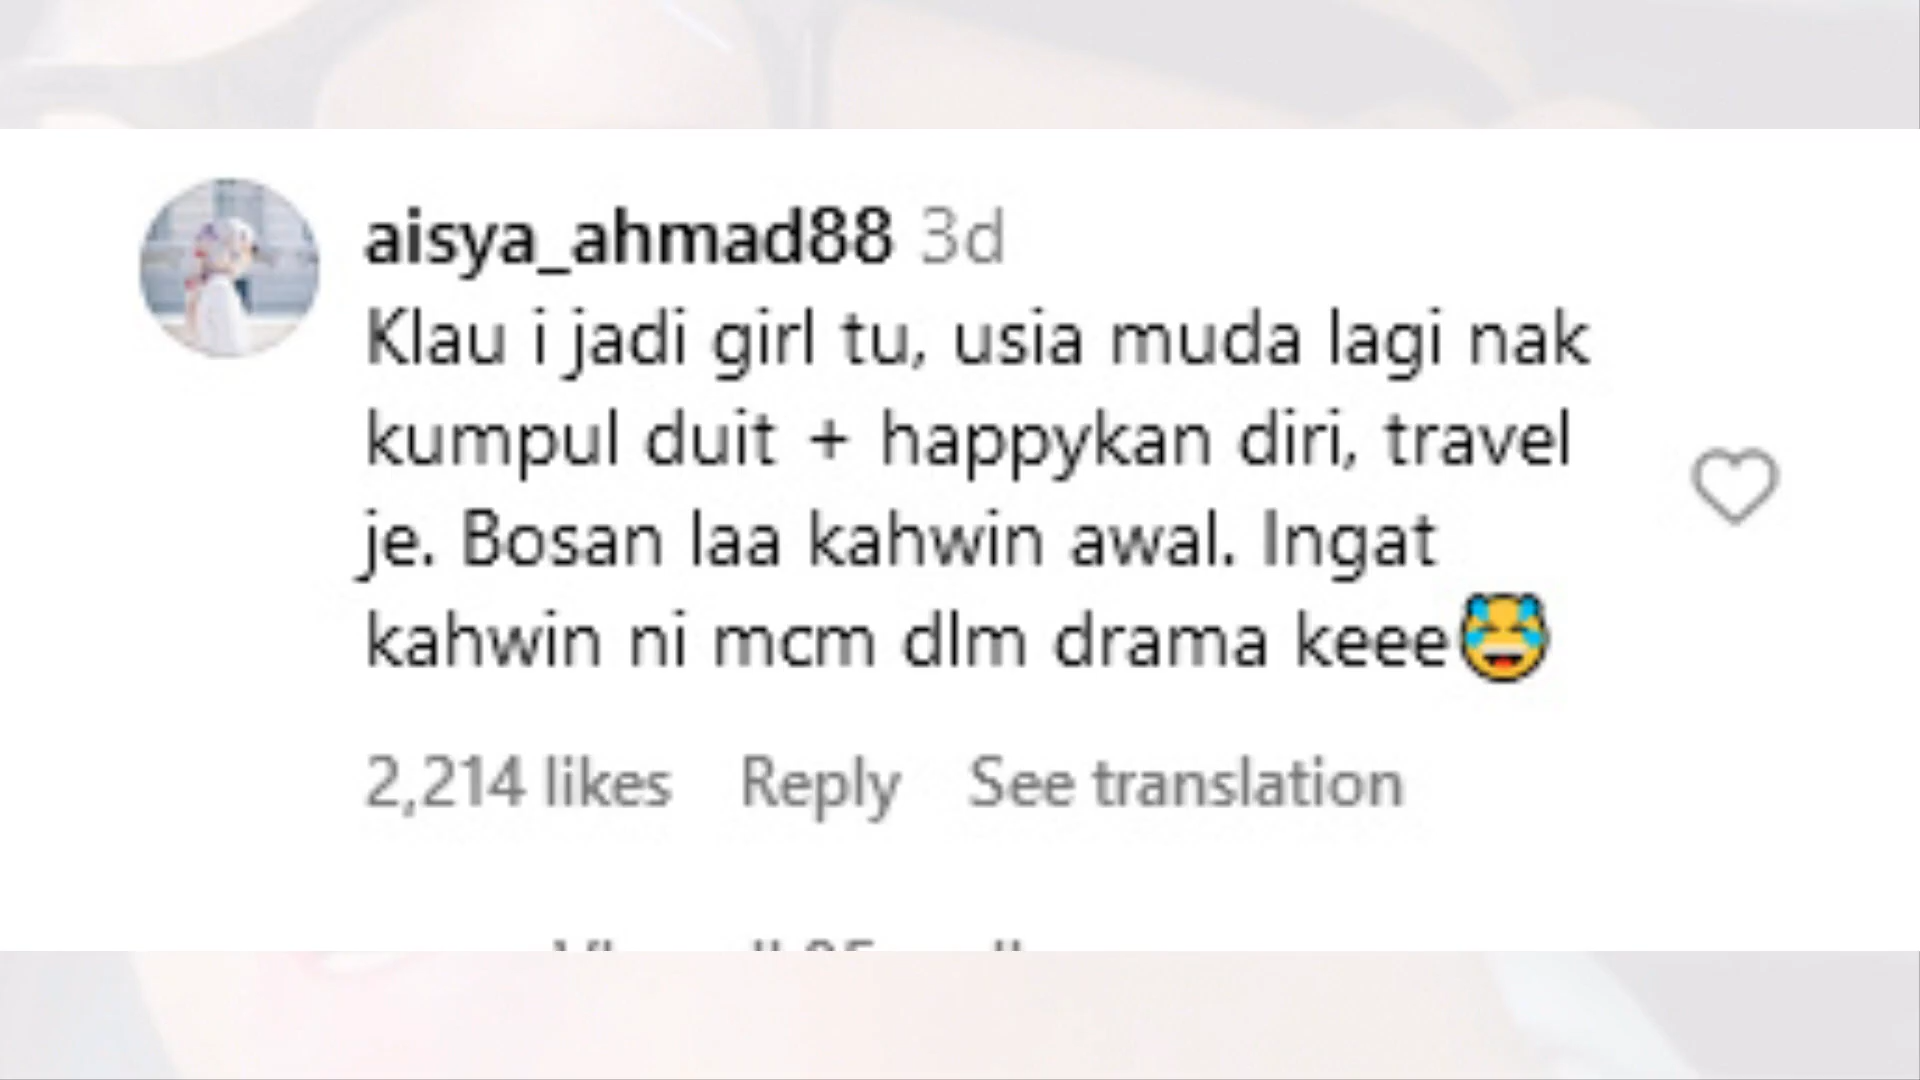 aisya_ahmad88 3d
Klau i jadi girl tu, usia muda lagi nak
kumpul duit + happykan diri, travel
je. Bosan laa kahwin awal. Ingat
kahwin ni mcm dlm drama keee😹
2,214 likes Reply See translation